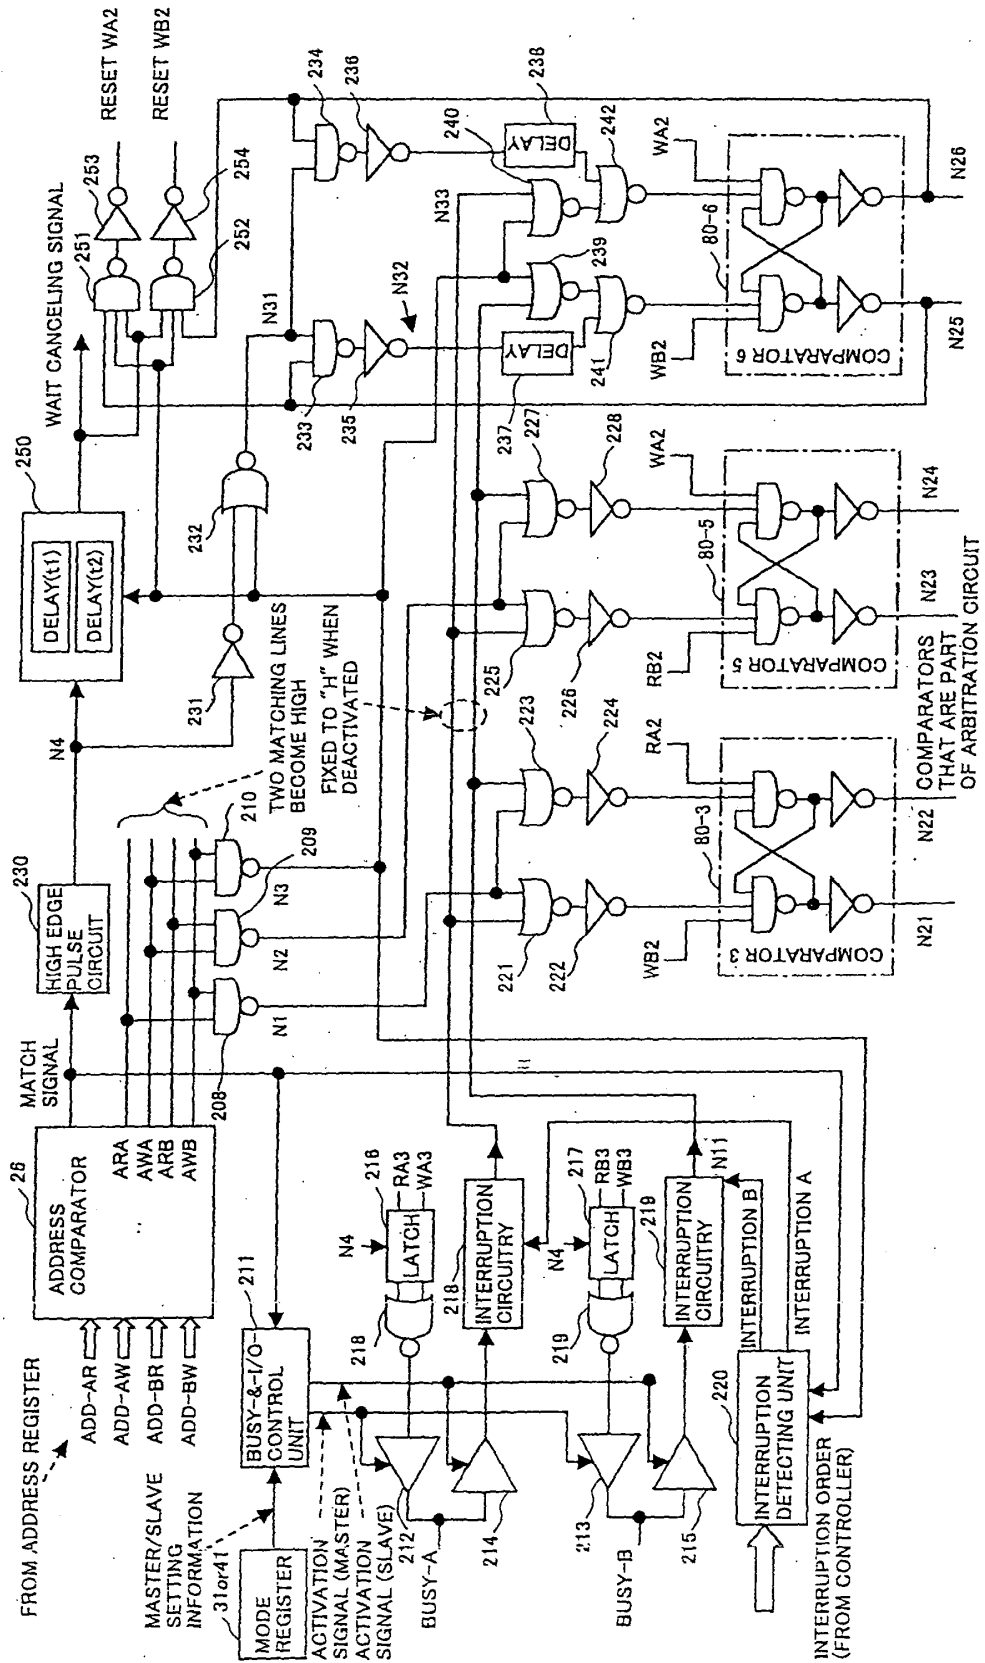 FROM ADDRESS REGISTER
ADD-AR
ADD-AW
ADD-BR
ADD-BW
26
ADDRESS
COMPARATOR
ARA
AWA
ARB
AWB
MATCH
SIGNAL
230
HIGH EDGE
PULSE
CIRCUIT
N4
250
DELAY(t1)
DELAY(t2)
WAIT CANCELING SIGNAL
251
253
RESET WA2
RESET WB2
254
252
MASTER/SLAVE
SETTING
INFORMATION
31or41
MODE
REGISTER
211
BUSY-&-I/O-
CONTROL
UNIT
208
N1
N2
N3
209
210
TWO MATCHING LINES
BECOME HIGH
231
232
N31
233
234
235
236
N32
FIXED TO "H" WHEN
DEACTIVATED
ACTIVATION
SIGNAL (MASTER)
ACTIVATION
SIGNAL (SLAVE)
212
BUSY-A
214
218
N4
LATCH
216
RA3
WA3
218
INTERRUPTION
CIRCUITRY
213
BUSY-B
215
219
N4
LATCH
217
RB3
WB3
219
INTERRUPTION
CIRCUITRY
N11
INTERRUPTION B
INTERRUPTION A
220
INTERRUPTION
DETECTING UNIT
INTERRUPTION ORDER
(FROM CONTROLLER)
221
222
223
224
225
226
227
228
237
DELAY
238
DELAY
N33
239
240
241
242
WB2
RA2
80-3
COMPARATOR 3
N21
N22
RB2
WA2
80-5
COMPARATOR 5
N23
N24
WB2
WA2
80-6
COMPARATOR 6
N25
N26
COMPARATORS
THAT ARE PART
OF ARBITRATION CIRCUIT